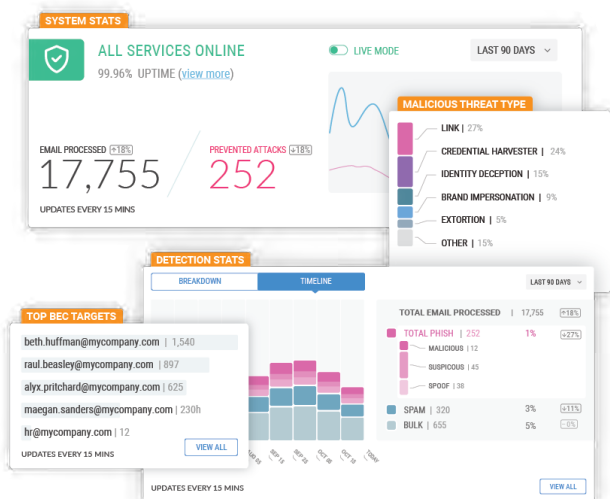 SYSTEM STATS
ALL SERVICES ONLINE
99.96% UPTIME (view more)
LIVE MODE
LAST 90 DAYS
EMAIL PROCESSED +18%
17,755
PREVENTED ATTACKS +18%
252
UPDATES EVERY 15 MINS
MALICIOUS THREAT TYPE
LINK | 27%
CREDENTIAL HARVESTER | 24%
IDENTITY DECEPTION | 15%
BRAND IMPERSONATION | 9%
EXTORTION | 5%
OTHER | 15%
DETECTION STATS
BREAKDOWN
TIMELINE
LAST 90 DAYS
TOTAL EMAIL PROCESSED | 17,755 +18%
TOTAL PHISH | 252 1% +27%
MALICIOUS | 12
SUSPICIOUS | 45
SPOOF | 38
SPAM | 320 3% +11%
BULK | 655 5%
TODAY
UPDATES EVERY 15 MINS
VIEW ALL
TOP BEC TARGETS
beth.huffman@mycompany.com | 1,540
raul.beasley@mycompany.com | 897
alyx.pritchard@mycompany.com | 625
maegan.sanders@mycompany.com | 230h
hr@mycompany.com | 12
UPDATES EVERY 15 MINS
VIEW ALL